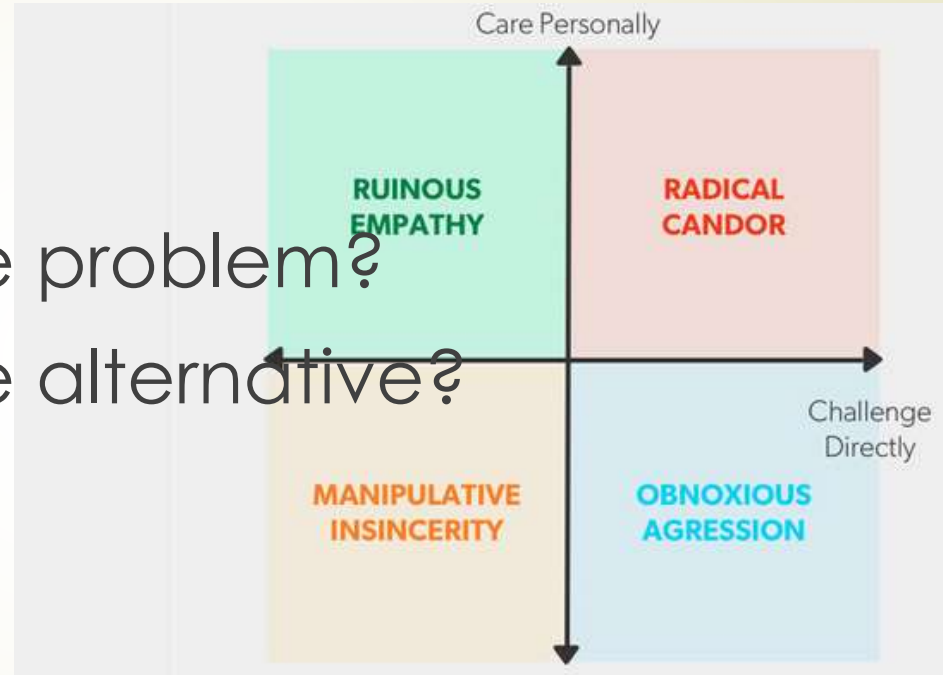 Care Personally
RUINOUS
EMPATHY
RADICAL
CANDOR
e problem?
e alternative?
Challenge
Directly
MANIPULATIVE
INSINCERITY
OBNOXIOUS
AGRESSION